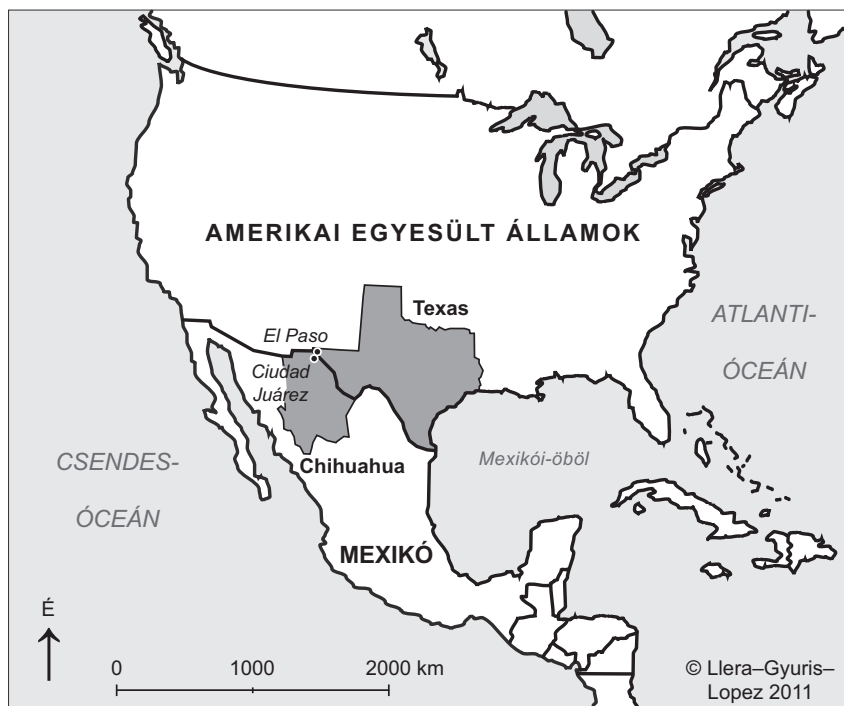 AMERIKAI EGYESÜLT ÁLLAMOK
Texas
El Paso
Ciudad
Juárez
ATLANTI-
ÓCEÁN
CSENDES-
ÓCEÁN
Chihuahua
Mexikói-öböl
MEXIKÓ
É
0 1000 2000 km
© Llera–Gyuris–
Lopez 2011